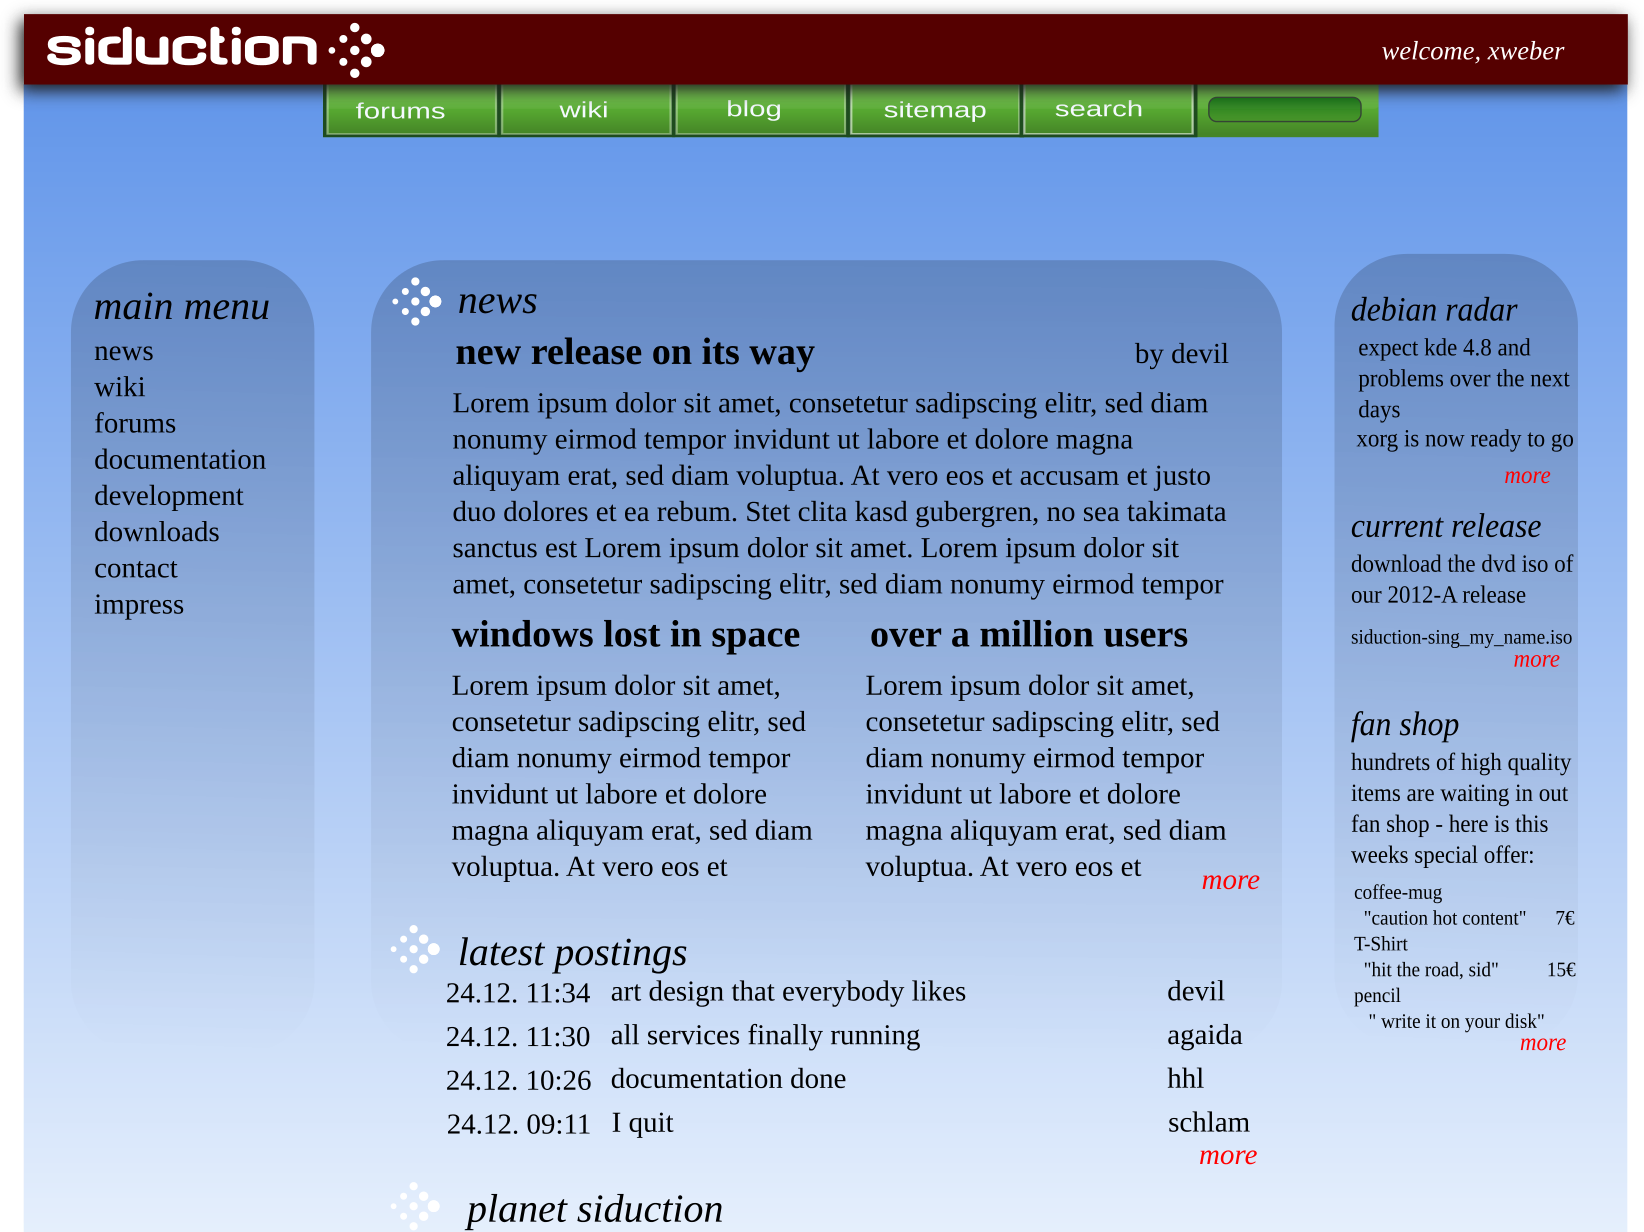 siduction
welcome, xweber
forums
wiki
blog
sitemap
search
main menu
news
wiki
forums
documentation
development
downloads
contact
impress
news
new release on its way
by devil
Lorem ipsum dolor sit amet, consetetur sadipscing elitr, sed diam
nonumy eirmod tempor invidunt ut labore et dolore magna
aliquyam erat, sed diam voluptua. At vero eos et accusam et justo
duo dolores et ea rebum. Stet clita kasd gubergren, no sea takimata
sanctus est Lorem ipsum dolor sit amet. Lorem ipsum dolor sit
amet, consetetur sadipscing elitr, sed diam nonumy eirmod tempor
windows lost in space
Lorem ipsum dolor sit amet,
consetetur sadipscing elitr, sed
diam nonumy eirmod tempor
invidunt ut labore et dolore
magna aliquyam erat, sed diam
voluptua. At vero eos et
over a million users
Lorem ipsum dolor sit amet,
consetetur sadipscing elitr, sed
diam nonumy eirmod tempor
invidunt ut labore et dolore
magna aliquyam erat, sed diam
voluptua. At vero eos et
more
latest postings
24.12. 11:34 art design that everybody likes devil
24.12. 11:30 all services finally running agaida
24.12. 10:26 documentation done hhl
24.12. 09:11 I quit schlam
more
planet siduction
debian radar
expect kde 4.8 and
problems over the next
days
xorg is now ready to go
more
current release
download the dvd iso of
our 2012-A release
siduction-sing_my_name.iso
more
fan shop
hundrets of high quality
items are waiting in out
fan shop - here is this
weeks special offer:
coffee-mug
"caution hot content" 7€
T-Shirt
"hit the road, sid" 15€
pencil
" write it on your disk"
more